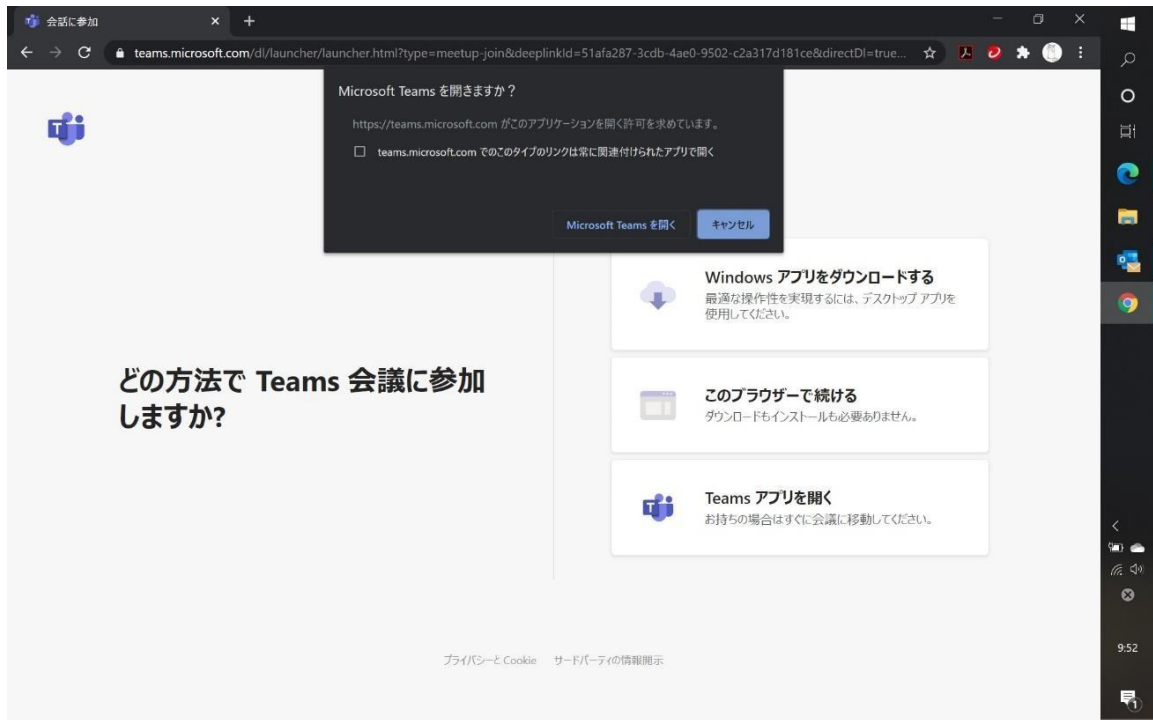 会話に参加
teams.microsoft.com/dl/launcher/launcher.html?type=meetup-join&deeplinkId=51afa287-3cdb-4ae0-9502-c2a317d181ce&directDl=true...
Microsoft Teams を開きますか?
https://teams.microsoft.com がこのアプリケーションを開く許可を求めています。
teams.microsoft.com でのこのタイプのリンクは常に関連付けられたアプリで開く
Microsoft Teams を開く
キャンセル
どの方法で Teams 会議に参加
しますか?
Windows アプリをダウンロードする
最適な操作性を実現するには、デスクトップ アプリを
使用してください。
このブラウザーで続ける
ダウンロードもインストールも必要ありません。
Teams アプリを開く
お持ちの場合はすぐに会議に移動してください。
プライバシーと Cookie
サードパーティの情報開示
9:52
1